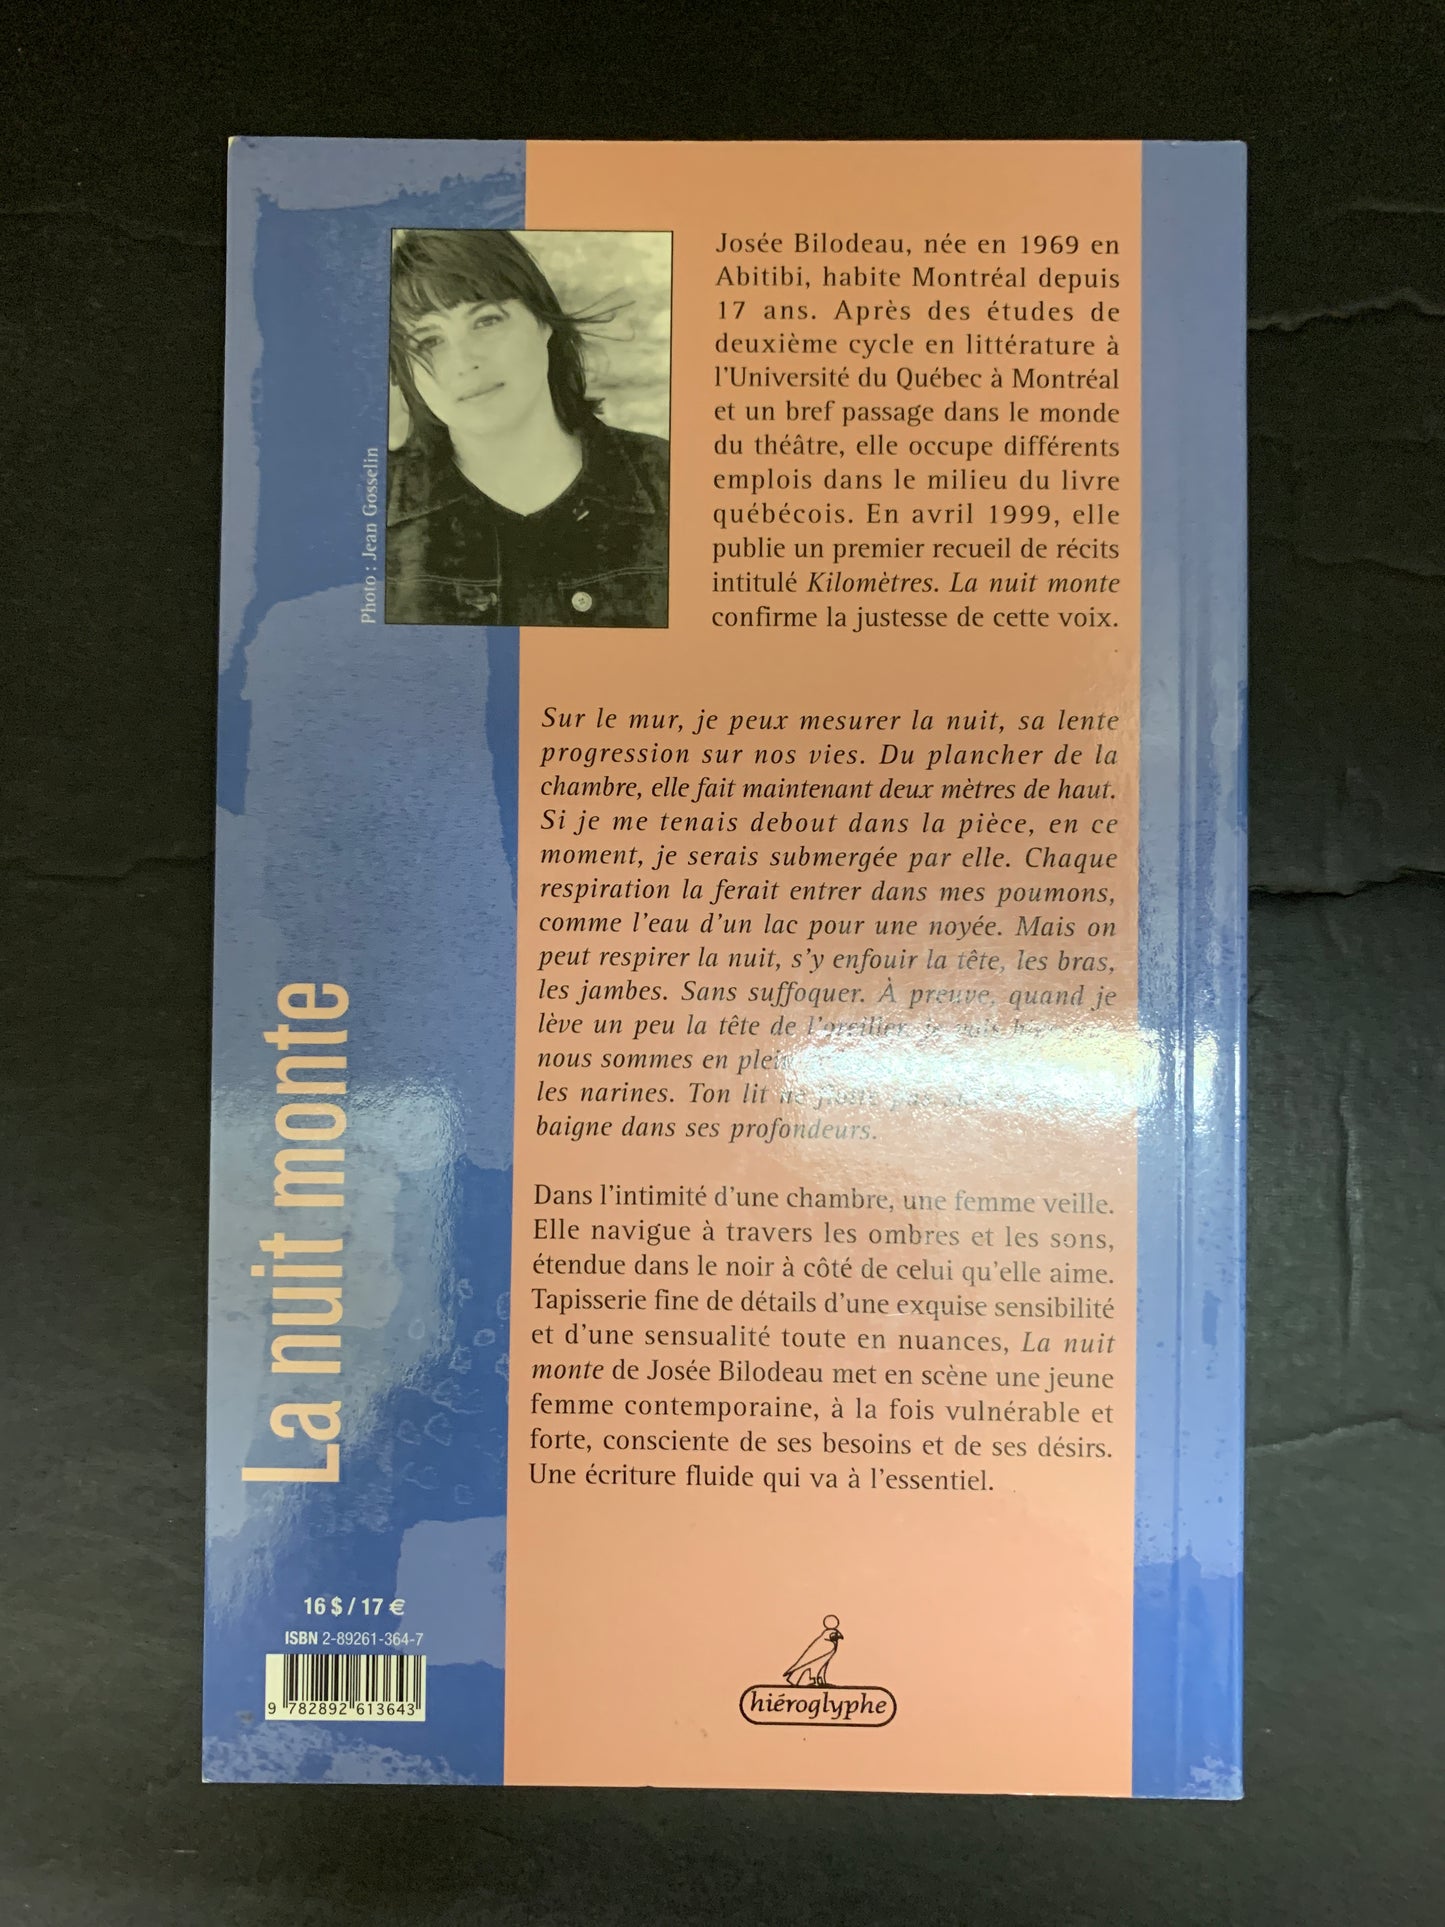 Josée Bilodeau, née en 1969 en
Abitibi, habite Montréal depuis
17 ans. Après des études de
deuxième cycle en littérature à
l'Université du Québec à Montréal
et un bref passage dans le monde
du théâtre, elle occupe différents
emplois dans le milieu du livre
québécois. En avril 1999, elle
publie un premier recueil de récits
intitulé Kilomètres. La nuit monte
confirme la justesse de cette voix.
Photo : Jean Gosselin
Sur le mur, je peux mesurer la nuit, sa lente
progression sur nos vies. Du plancher de la
chambre, elle fait maintenant deux mètres de haut.
Si je me tenais debout dans la pièce, en ce
moment, je serais submergée par elle. Chaque
respiration la ferait entrer dans mes poumons,
comme l'eau d'un lac pour une noyée. Mais on
peut respirer la nuit, s'y enfouir la tête, les bras,
les jambes. Sans suffoquer. À preuve, quand je
lève un peu la tête de l'oreiller, je vois
nous sommes en
les narines. Ton lit ne flotte pas
baigne dans ses profondeurs.
Dans l'intimité d'une chambre, une femme veille.
Elle navigue à travers les ombres et les sons,
étendue dans le noir à côté de celui qu'elle aime.
Tapisserie fine de détails d'une exquise sensibilité
et d'une sensualité toute en nuances, La nuit
monte de Josée Bilodeau met en scène une jeune
femme contemporaine, à la fois vulnérable et
forte, consciente de ses besoins et de ses désirs.
Une écriture fluide qui va à l'essentiel.
La nuit monte
16 $ / 17 €
ISBN 2-89261-364-7
9 782892 613643
hiéroglyphe